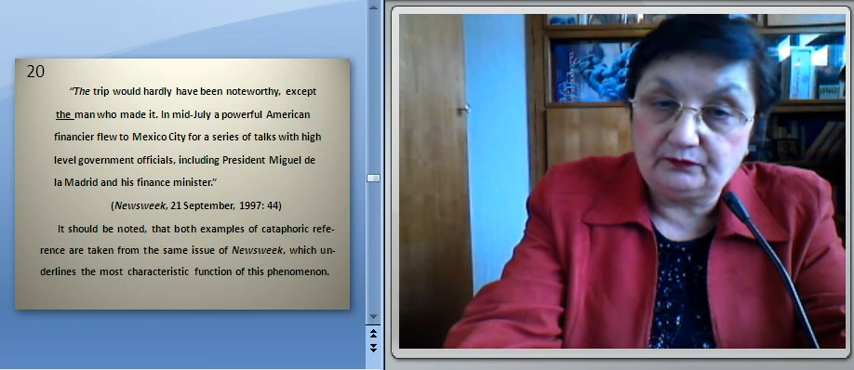 20
“The trip would hardly have been noteworthy, except
the man who made it. In mid-July a powerful American
financier flew to Mexico City for a series of talks with high
level government officials, including President Miguel de
la Madrid and his finance minister.”
(Newsweek, 21 September, 1997: 44)
It should be noted, that both examples of cataphoric refe-
rence are taken from the same issue of Newsweek, which un-
derlines the most characteristic function of this phenomenon.